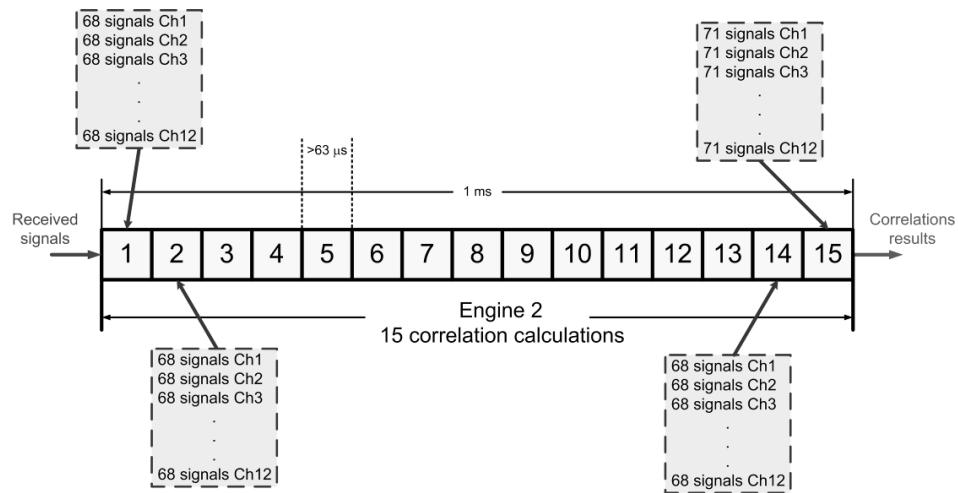 68 signals Ch1
68 signals Ch2
68 signals Ch3
.
.
.
68 signals Ch12
71 signals Ch1
71 signals Ch2
71 signals Ch3
.
.
.
71 signals Ch12
>63 μs
1 ms
Received
signals
1 2 3 4 5 6 7 8 9 10 11 12 13 14 15
Correlations
results
Engine 2
15 correlation calculations
68 signals Ch1
68 signals Ch2
68 signals Ch3
.
.
.
68 signals Ch12
68 signals Ch1
68 signals Ch2
68 signals Ch3
.
.
.
68 signals Ch12